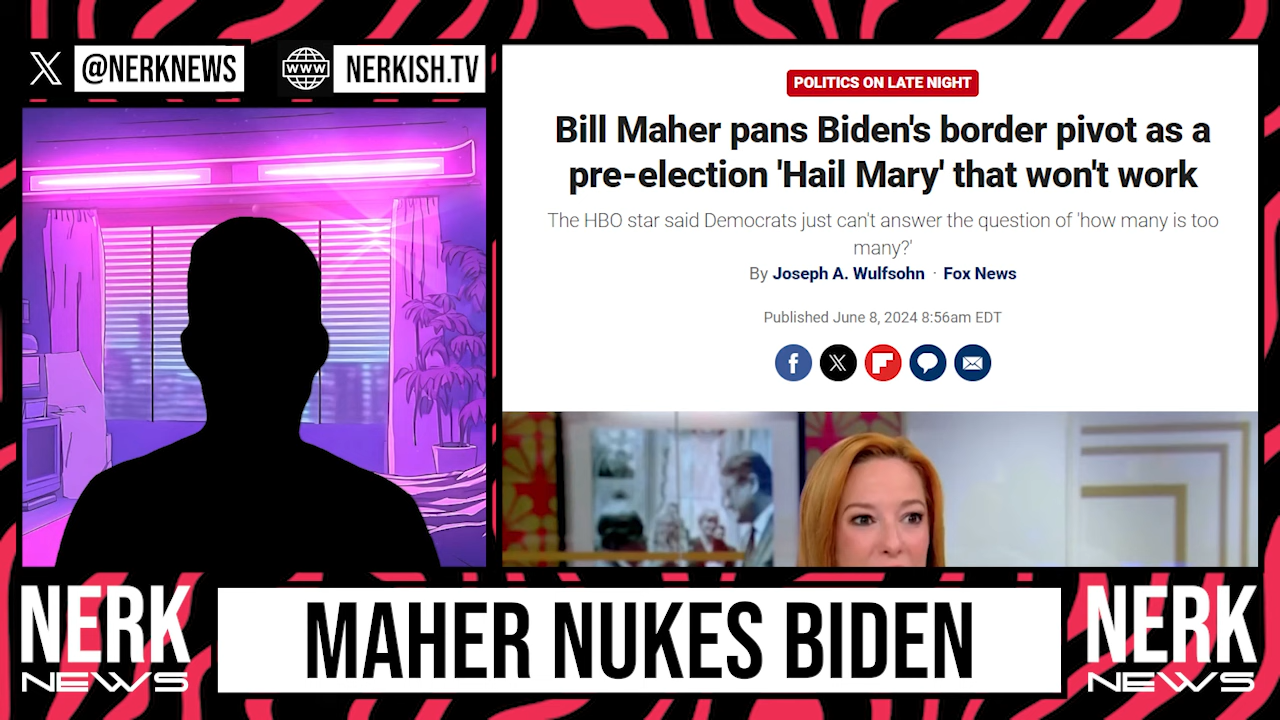 @NERKNEWS
WWW
NERKISH.TV
POLITICS ON LATE NIGHT
Bill Maher pans Biden's border pivot as a
pre-election 'Hail Mary' that won't work
The HBO star said Democrats just can't answer the question of 'how many is too
many?'
By Joseph A. Wulfsohn · Fox News
Published June 8, 2024 8:56am EDT
NERK
NEWS
MAHER NUKES BIDEN
NERK
NEWS